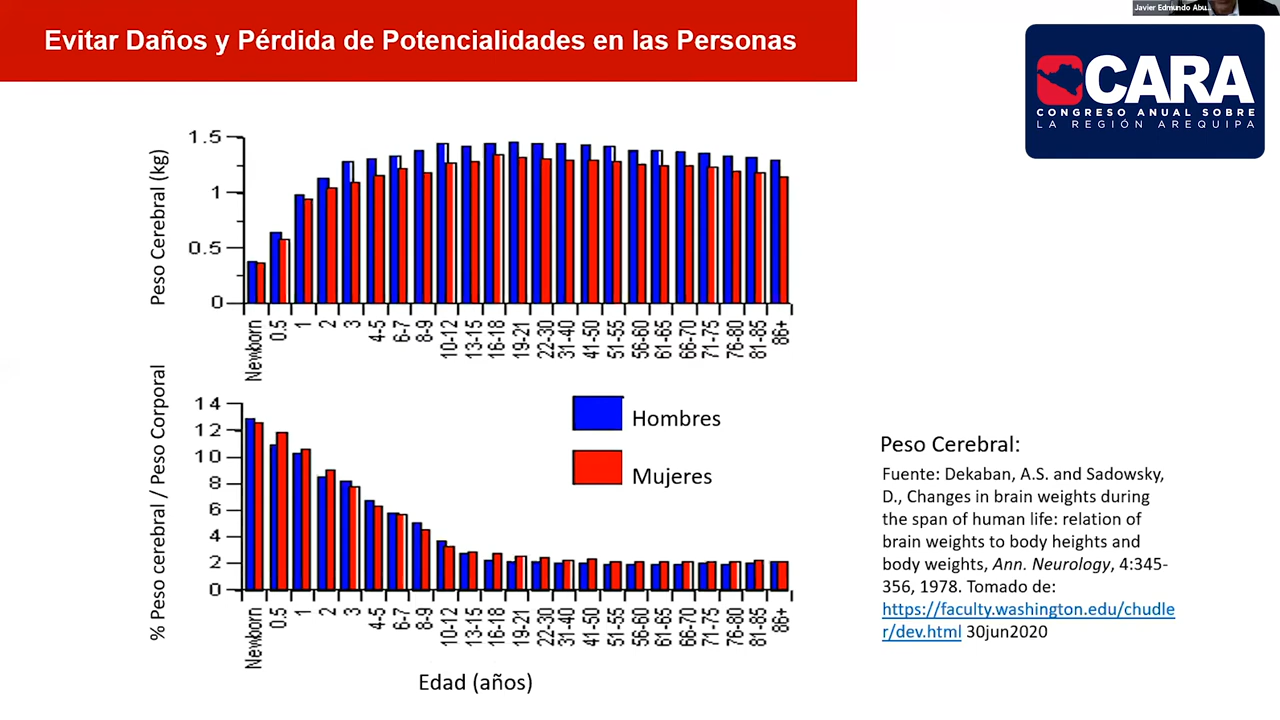 Javier Edmundo Abu...
Evitar Daños y Pérdida de Potencialidades en las Personas
CARA
CONGRESO ANUAL SOBRE
LA REGIÓN AREQUIPA
Peso Cerebral (kg)
1.5
1
0.5
0
Newborn 0.5 1 2 3 4-5 6-7 8-9 10-12 13-15 16-18 19-21 22-30 31-40 41-50 51-55 56-60 61-65 66-70 71-75 76-80 81-85 86+
% Peso cerebral / Peso Corporal
14
12
10
8
6
4
2
0
Hombres
Mujeres
Newborn 0.5 1 2 3 4-5 6-7 8-9 10-12 13-15 16-18 19-21 22-30 31-40 41-50 51-55 56-60 61-65 66-70 71-75 76-80 81-85 86+
Edad (años)
Peso Cerebral:
Fuente: Dekaban, A.S. and Sadowsky,
D., Changes in brain weights during
the span of human life: relation of
brain weights to body heights and
body weights, Ann. Neurology, 4:345-
356, 1978. Tomado de:
https://faculty.washington.edu/chudle
r/dev.html 30jun2020